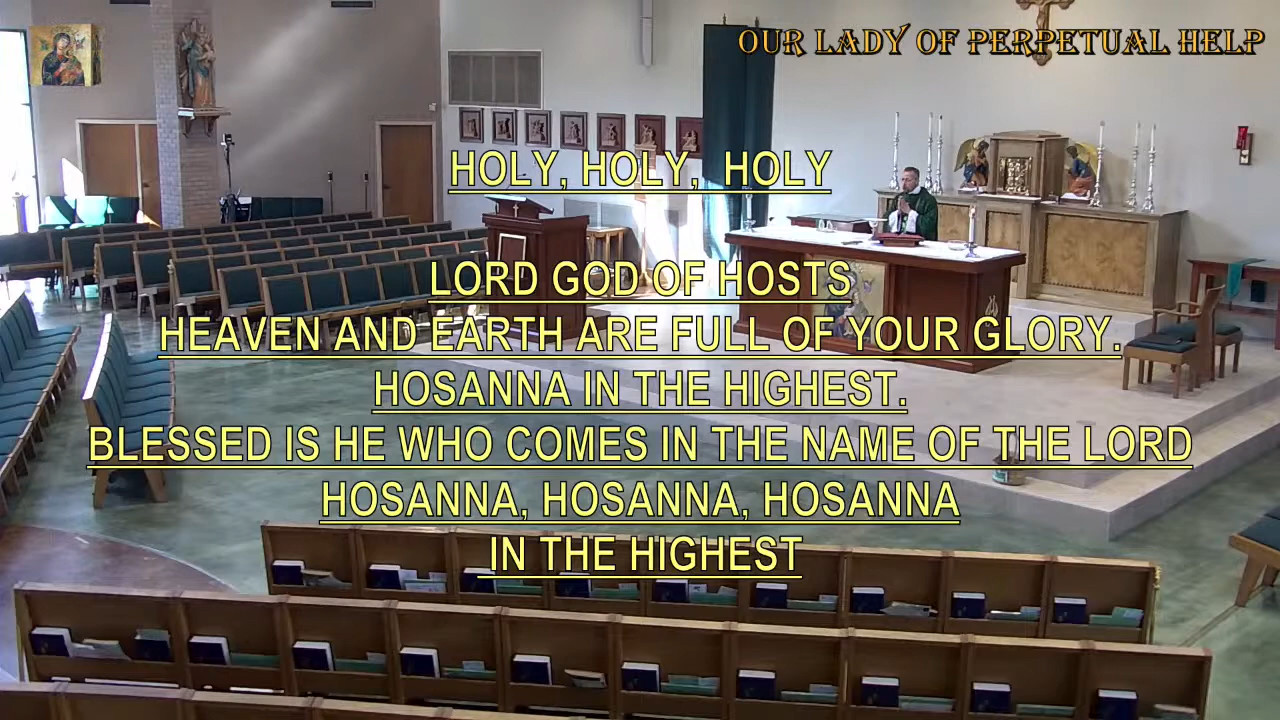 OUR LADY OF PERPETUAL HELP
HOLY, HOLY, HOLY
LORD GOD OF HOSTS
HEAVEN AND EARTH ARE FULL OF YOUR GLORY.
HOSANNA IN THE HIGHEST.
BLESSED IS HE WHO COMES IN THE NAME OF THE LORD
HOSANNA, HOSANNA, HOSANNA
IN THE HIGHEST